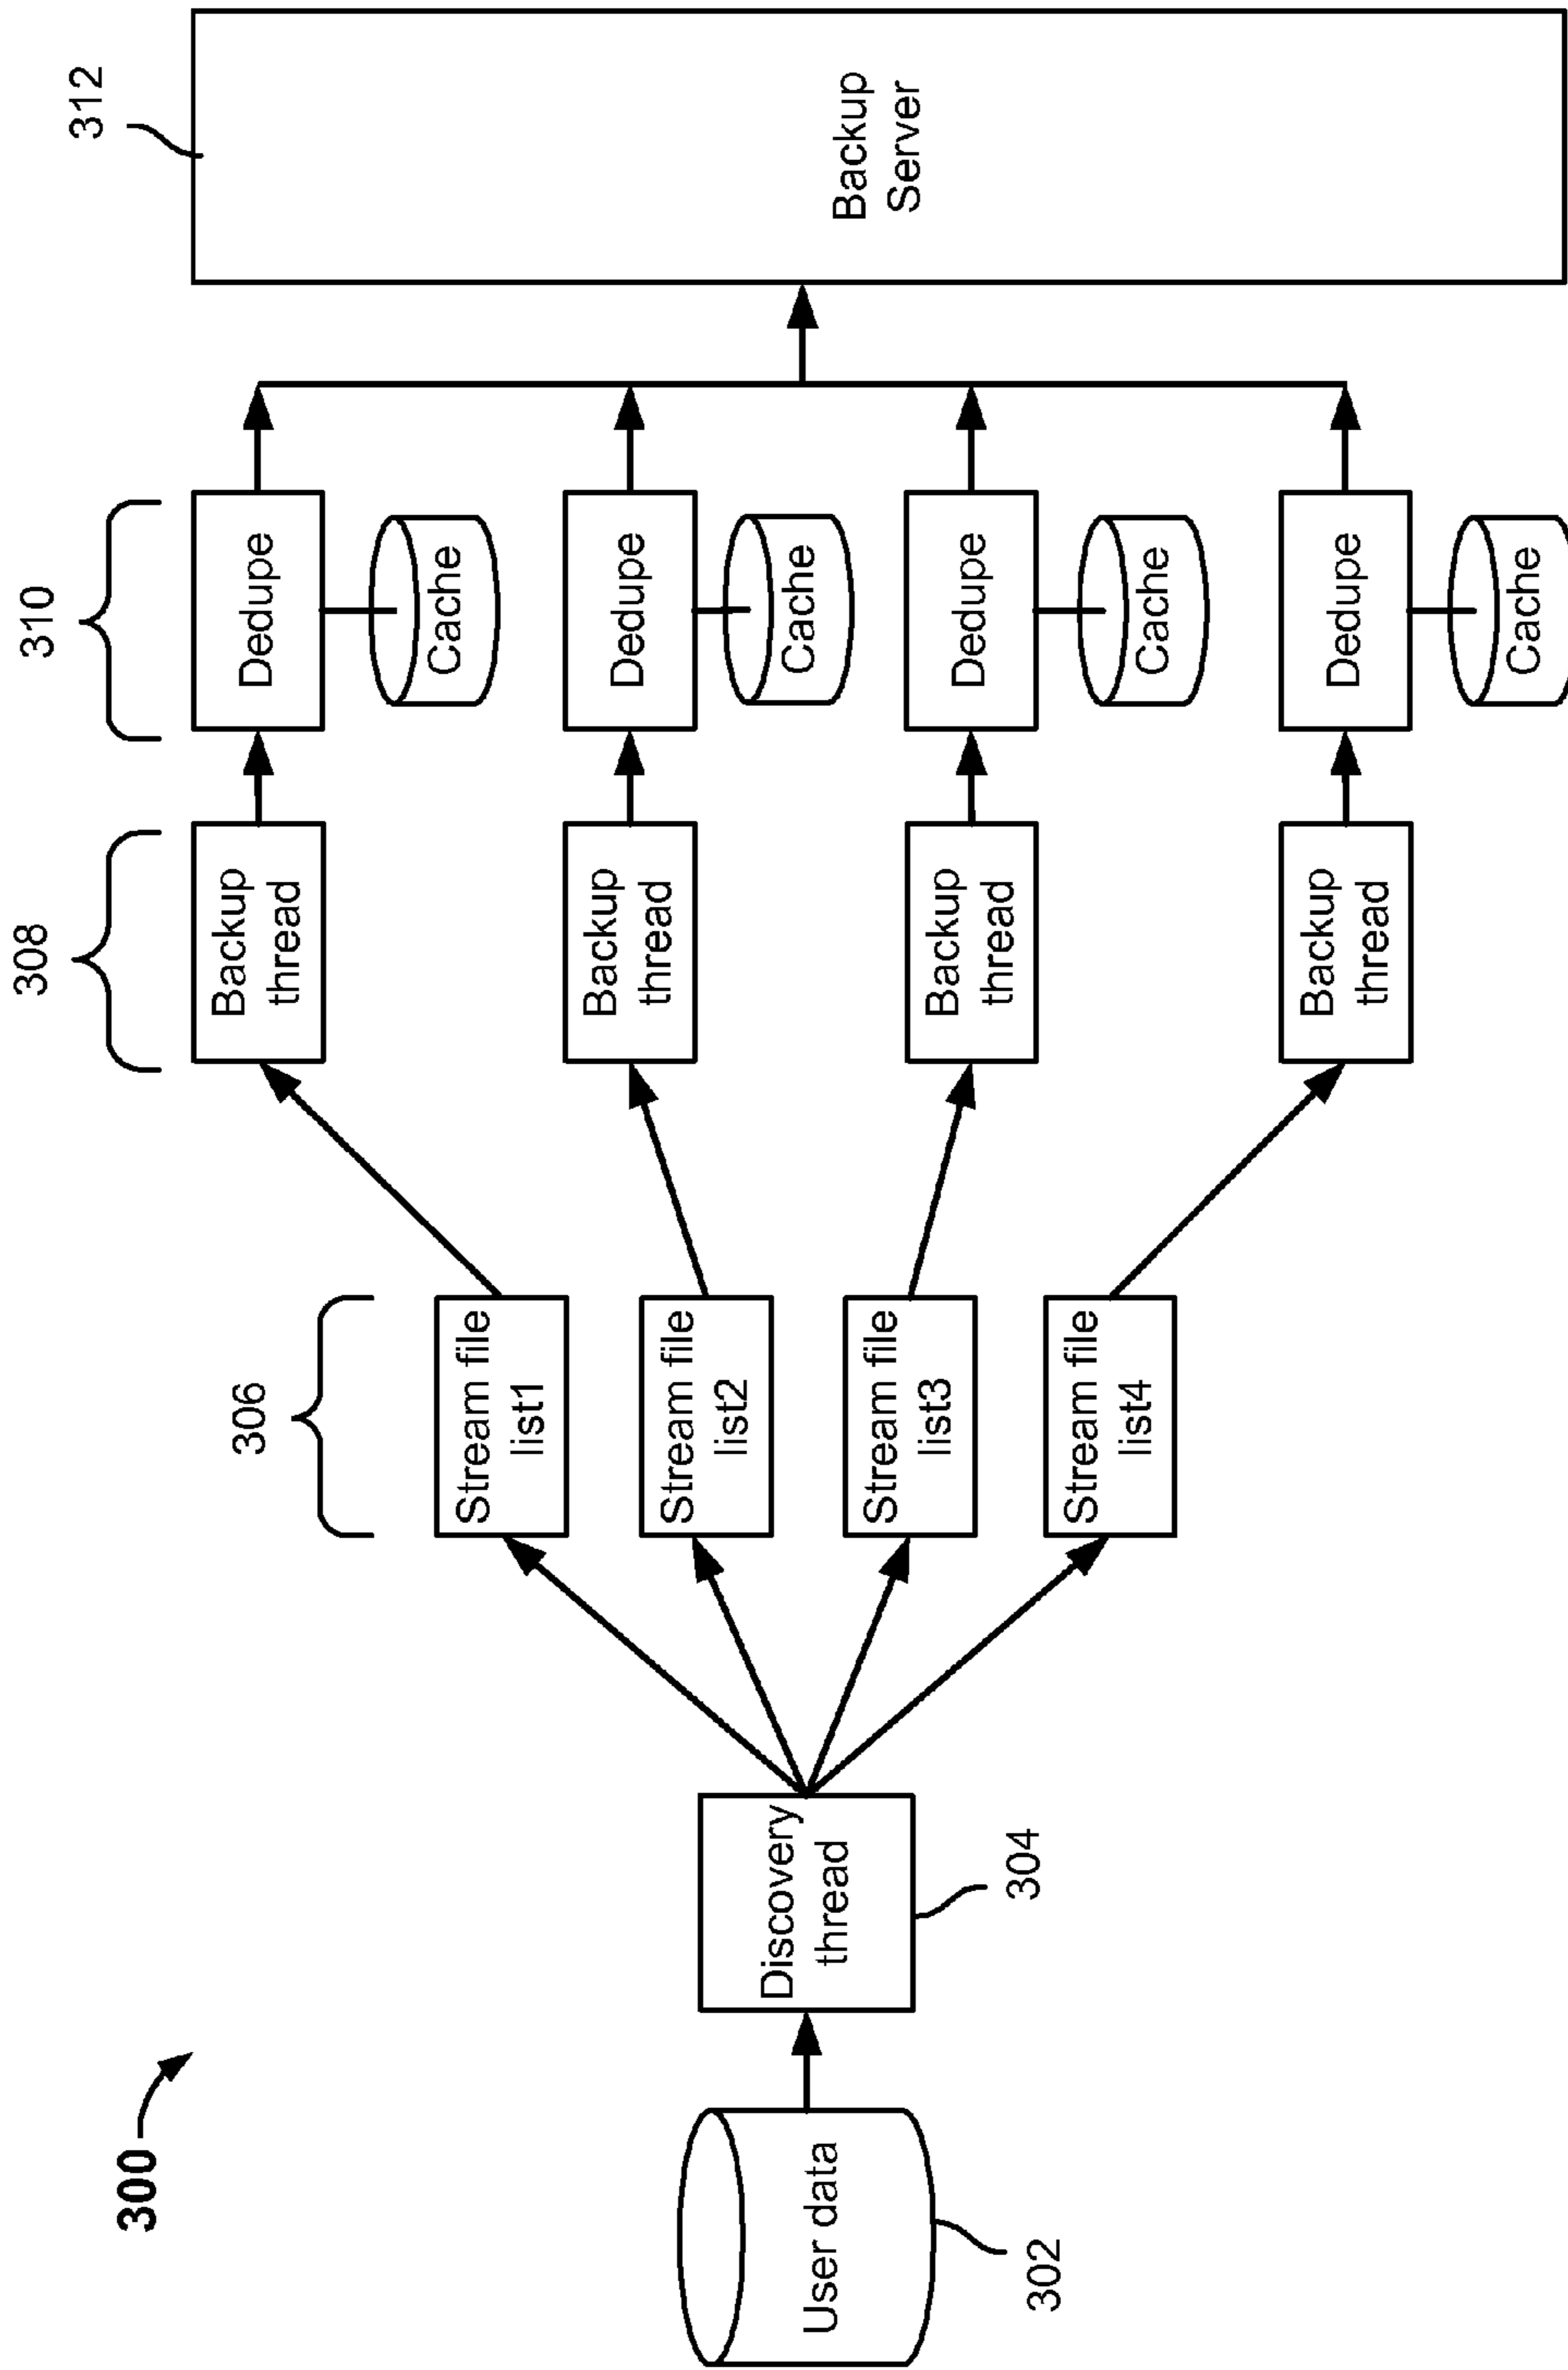 300
User data
302
Discovery
thread
304
306
Stream file
list1
Stream file
list2
Stream file
list3
Stream file
list4
308
Backup
thread
Backup
thread
Backup
thread
Backup
thread
310
Dedupe
Cache
Dedupe
Cache
Dedupe
Cache
Dedupe
Cache
312
Backup
Server